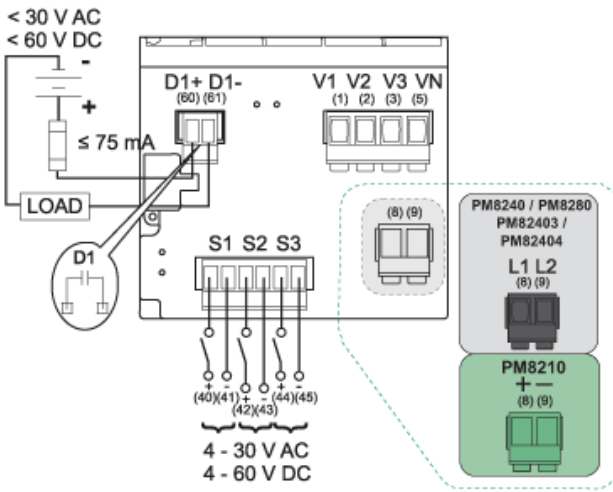 < 30 V AC
< 60 V DC
-
+
≤ 75 mA
LOAD
D1
D1+ D1-
(60) (61)
V1 V2 V3 VN
(1) (2) (3) (5)
(8) (9)
S1 S2 S3
+ - + - + -
(40)(41) (42)(43) (44)(45)
4 - 30 V AC
4 - 60 V DC
PM8240 / PM8280
PM82403 /
PM82404
L1 L2
(8) (9)
PM8210
+ –
(8) (9)